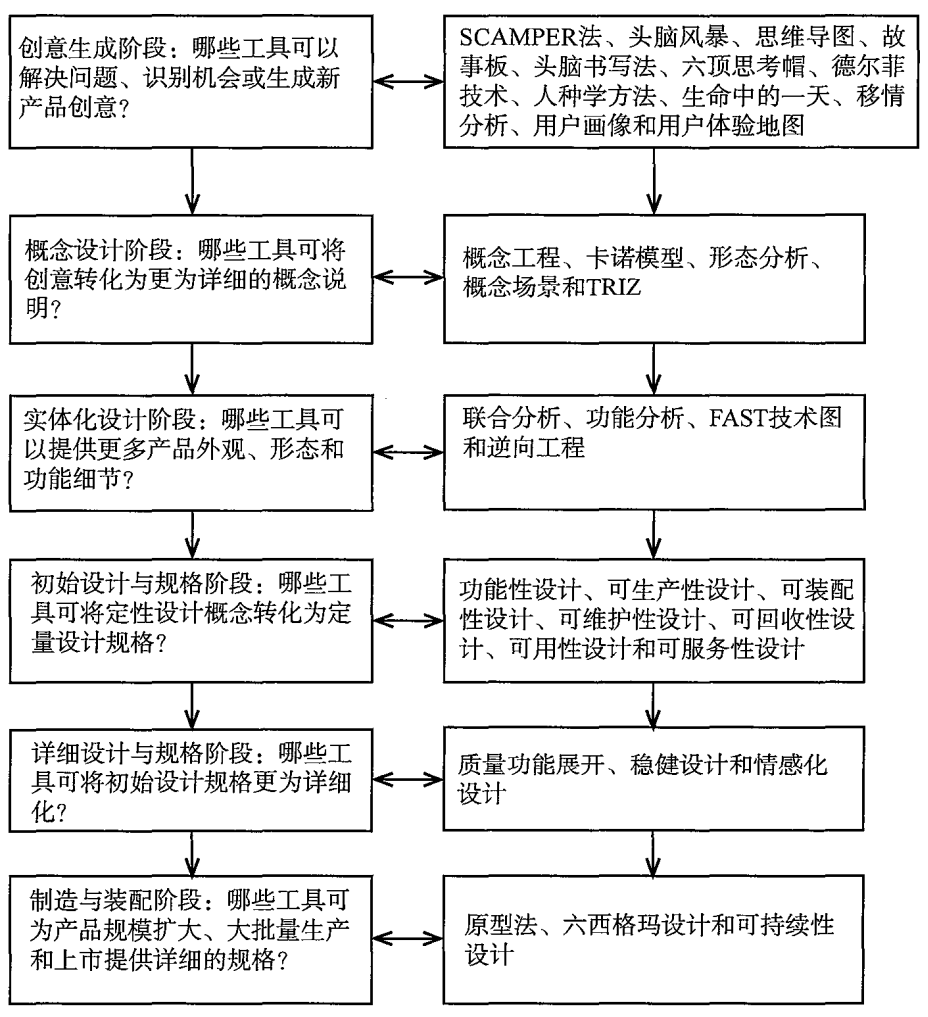 创意生成阶段：哪些工具可以
解决问题、识别机会或生成新
产品创意？
SCAMPER法、头脑风暴、思维导图、故
事板、头脑书写法、六顶思考帽、德尔菲
技术、人种学方法、生命中的一天、移情
分析、用户画像和用户体验地图
概念设计阶段：哪些工具可将
创意转化为更为详细的概念说
明？
概念工程、卡诺模型、形态分析、
概念场景和TRIZ
实体化设计阶段：哪些工具可
以提供更多产品外观、形态和
功能细节？
联合分析、功能分析、FAST技术图
和逆向工程
初始设计与规格阶段：哪些工
具可将定性设计概念转化为定
量设计规格？
功能性设计、可生产性设计、可装配
性设计、可维护性设计、可回收性设
计、可用性设计和可服务性设计
详细设计与规格阶段：哪些工
具可将初始设计规格更为详细
化？
质量功能展开、稳健设计和情感化
设计
制造与装配阶段：哪些工具可
为产品规模扩大、大批量生产
和上市提供详细的规格？
原型法、六西格玛设计和可持续性
设计